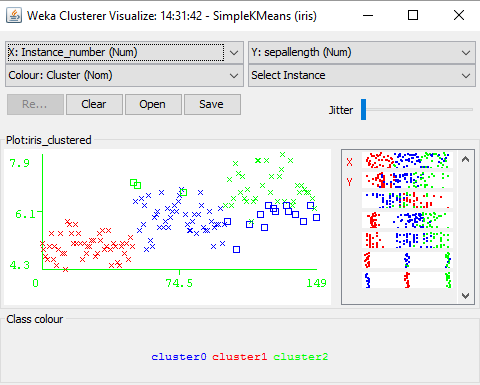 Weka Clusterer Visualize: 14:31:42 - SimpleKMeans (iris)
X: Instance_number (Num) Y: sepallength (Num)
Colour: Cluster (Nom) Select Instance
Re... Clear Open Save Jitter
Plot:iris_clustered
7.9
6.1
4.3
0 74.5 149
X
Y
Class colour
cluster0 cluster1 cluster2